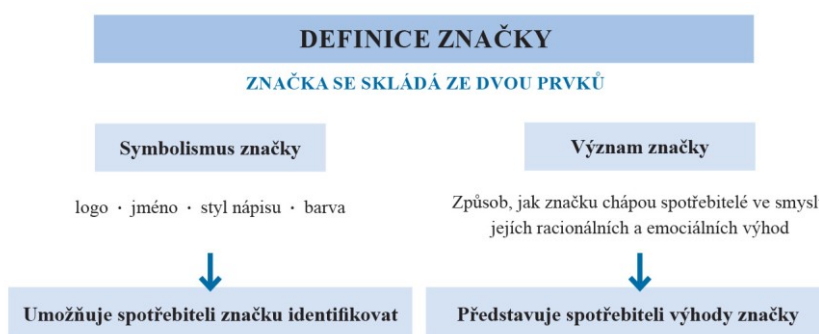 DEFINICE ZNAČKY
ZNAČKA SE SKLÁDÁ ZE DVOU PRVKŮ
Symbolismus značky
logo · jméno · styl nápisu · barva
Umožňuje spotřebiteli značku identifikovat
Význam značky
Způsob, jak značku chápou spotřebitelé ve smysl
jejích racionálních a emociálních výhod
Představuje spotřebiteli výhody značky